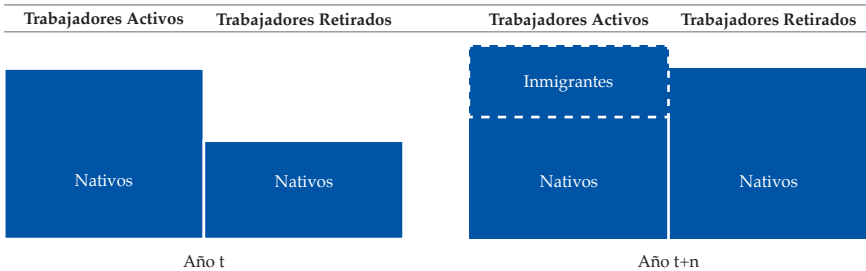 Trabajadores Activos Trabajadores Retirados Trabajadores Activos Trabajadores Retirados
Inmigrantes
Nativos Nativos Nativos Nativos
Año t Año t+n